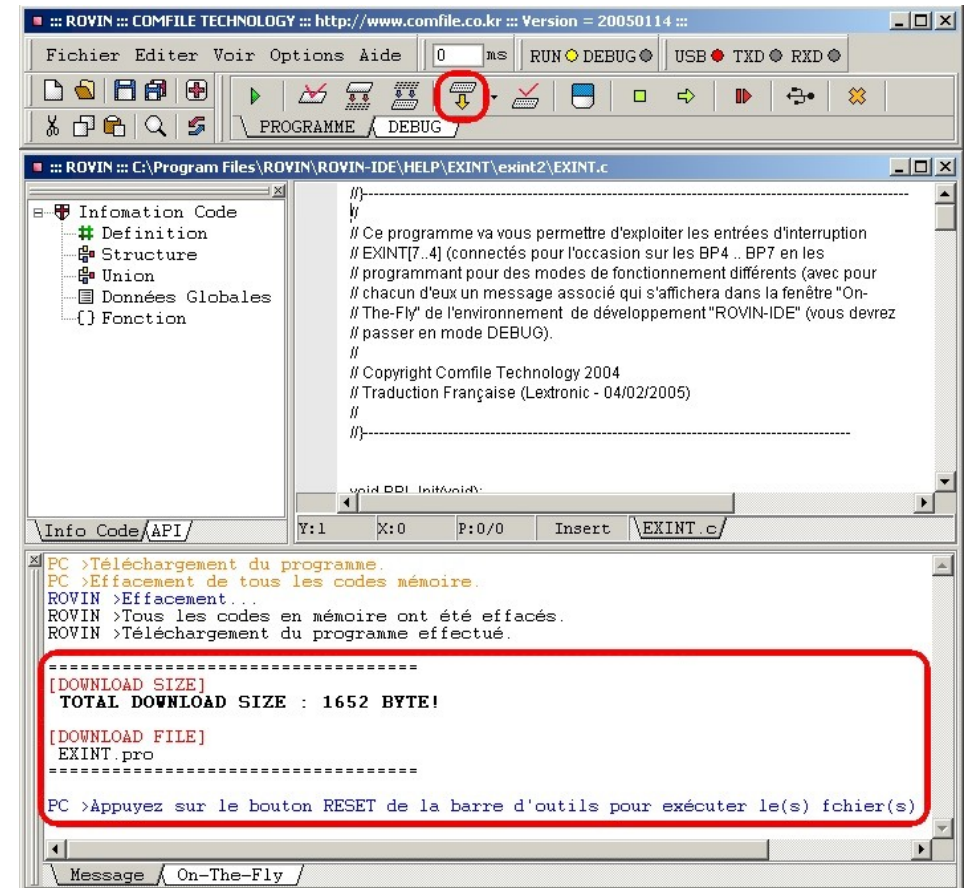 ::: ROVIN ::: COMFILE TECHNOLOGY ::: http://www.comfile.co.kr ::: Version = 20050114 :::
Fichier Editer Voir Options Aide 0 ms RUN DEBUG USB TXD RXD
PROGRAMME DEBUG
::: ROVIN ::: C:\Program Files\ROVIN\ROVIN-IDE\HELP\EXINT\exint2\EXINT.c
Infomation Code
Definition
Structure
Union
Données Globales
{} Fonction
Info Code API
//}----------------------------------------------------------------------------------------------------
//
// Ce programme va vous permettre d'exploiter les entrées d'interruption
// EXINT[7..4] (connectés pour l'occasion sur les BP4 .. BP7 en les
// programmant pour des modes de fonctionnement différents (avec pour
// chacun d'eux un message associé qui s'affichera dans la fenêtre "On-
// The-Fly" de l'environnement de développement "ROVIN-IDE" (vous devrez
// passer en mode DEBUG).
//
// Copyright Comfile Technology 2004
// Traduction Française (Lextronic - 04/02/2005)
//
//}-----------------------------------------------------------------------------------------
void PPI_Init(void);
Y:1 X:0 P:0/0 Insert EXINT.c
PC >Téléchargement du programme.
PC >Effacement de tous les codes mémoire.
ROVIN >Effacement...
ROVIN >Tous les codes en mémoire ont été effacés.
ROVIN >Téléchargement du programme effectué.
===================================
[DOWNLOAD SIZE]
TOTAL DOWNLOAD SIZE : 1652 BYTE!
[DOWNLOAD FILE]
EXINT.pro
===================================
PC >Appuyez sur le bouton RESET de la barre d'outils pour exécuter le(s) fchier(s)
Message On-The-Fly